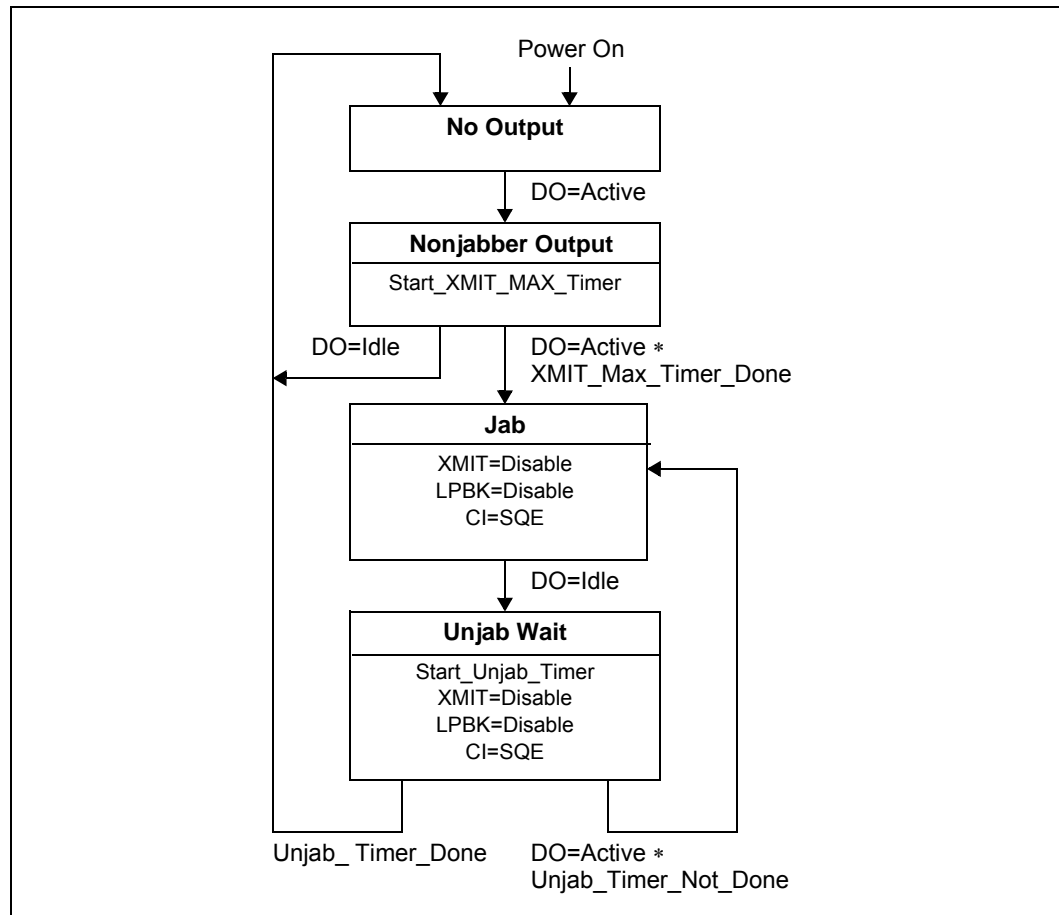 Power On
No Output
DO=Active
Nonjabber Output
Start_XMIT_MAX_Timer
DO=Idle
DO=Active *
XMIT_Max_Timer_Done
Jab
XMIT=Disable
LPBK=Disable
CI=SQE
DO=Idle
Unjab Wait
Start_Unjab_Timer
XMIT=Disable
LPBK=Disable
CI=SQE
Unjab_ Timer_Done
DO=Active *
Unjab_Timer_Not_Done